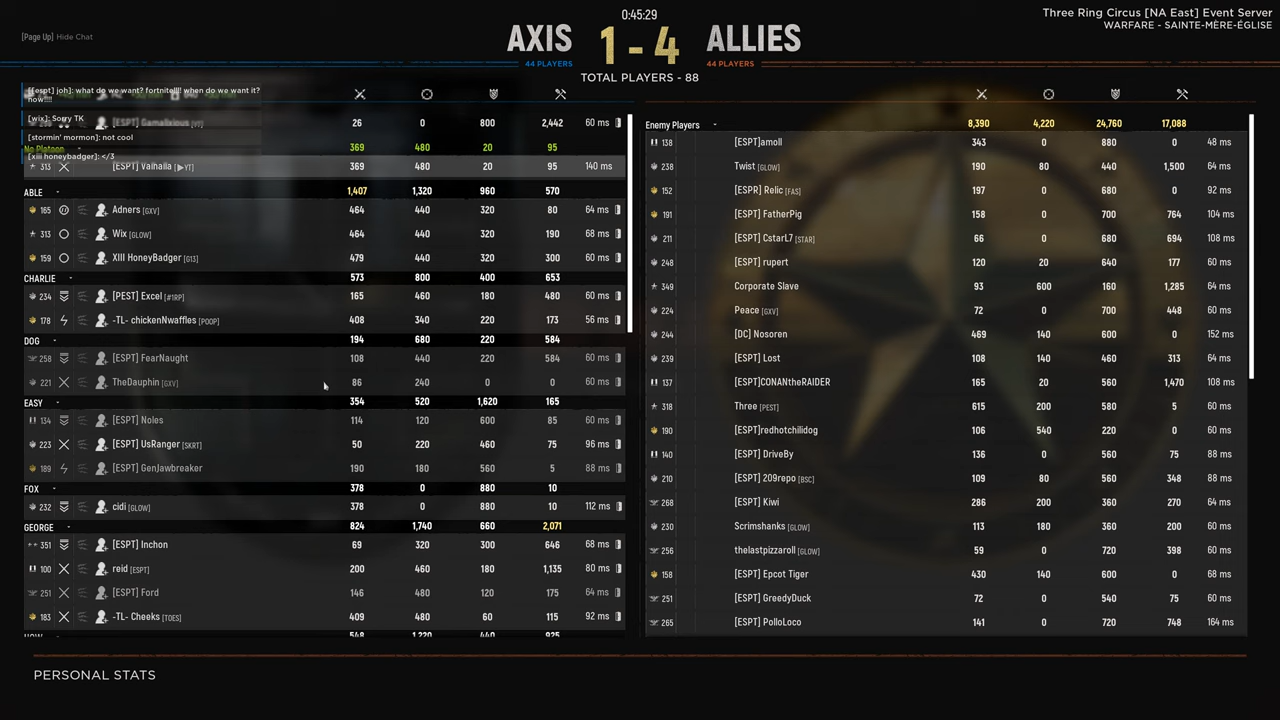 0:45:29
Three Ring Circus [NA East] Event Server
WARFARE - SAINTE-MÈRE-ÉGLISE
[Page Up] Hide Chat
AXIS 1 - 4 ALLIES
44 PLAYERS 44 PLAYERS
TOTAL PLAYERS - 88
[[espt] joh]: what do we want? fortnite!!! when do we want it?
now!!!!
[wix]: Sorry TK
[stormin' mormon]: not cool
[xiii honeybadger]: </3
[ESPT] Gamalixious 26 0 800 2,442 60 ms
No Platoon 369 480 20 95
313 [ESPT] Valhalla [▶YT] 369 480 20 95 140 ms
ABLE 1,407 1,320 960 570
165 Adners [GXV] 464 440 320 80 64 ms
313 Wix [GLOW] 464 440 320 190 68 ms
159 XIII HoneyBadger [G13] 479 440 320 300 60 ms
CHARLIE 573 800 400 653
234 [PEST] Excel [#1RP] 165 460 180 480 60 ms
178 -TL- chickenNwaffles [POOP] 408 340 220 173 56 ms
DOG 194 680 220 584
258 [ESPT] FearNaught 108 440 220 584 60 ms
221 TheDauphin [GXV] 86 240 0 0 60 ms
EASY 354 520 1,620 165
134 [ESPT] Noles 114 120 600 85 60 ms
223 [ESPT] UsRanger [SKRT] 50 220 460 75 96 ms
189 [ESPT] GenJawbreaker 190 180 560 5 88 ms
FOX 378 0 880 10
232 cidi [GLOW] 378 0 880 10 112 ms
GEORGE 824 1,740 660 2,071
351 [ESPT] Inchon 69 320 300 646 68 ms
100 reid [ESPT] 200 460 180 1,135 80 ms
251 [ESPT] Ford 146 480 120 175 64 ms
183 -TL- Cheeks [TOES] 409 480 60 115 92 ms
HOW 548 1,220 440 925
Enemy Players 8,390 4,220 24,760 17,088
138 [ESPT]amoll 343 0 880 0 48 ms
238 Twist [GLOW] 190 80 440 1,500 64 ms
152 [ESPR] Relic [FAS] 197 0 680 0 92 ms
191 [ESPT] FatherPig 158 0 700 764 104 ms
211 [ESPT] CstarL7 [STAR] 66 0 680 694 108 ms
248 [ESPT] rupert 120 20 640 177 60 ms
349 Corporate Slave 93 600 160 1,285 64 ms
224 Peace [GXV] 72 0 700 448 60 ms
244 [DC] Nosoren 469 140 600 0 152 ms
239 [ESPT] Lost 108 140 460 313 64 ms
137 [ESPT]CONANtheRAIDER 165 20 560 1,470 108 ms
318 Three [PEST] 615 200 580 5 60 ms
190 [ESPT]redhotchilidog 106 540 220 0 60 ms
140 [ESPT] DriveBy 136 0 560 75 88 ms
210 [ESPT] 209repo [BSC] 109 80 560 348 88 ms
268 [ESPT] Kiwi 286 200 360 270 64 ms
230 Scrimshanks [GLOW] 113 180 360 200 60 ms
256 thelastpizzaroll [GLOW] 59 0 720 398 60 ms
158 [ESPT] Epcot Tiger 430 140 600 0 68 ms
251 [ESPT] GreedyDuck 72 0 540 75 60 ms
265 [ESPT] PolloLoco 141 0 720 748 164 ms
PERSONAL STATS